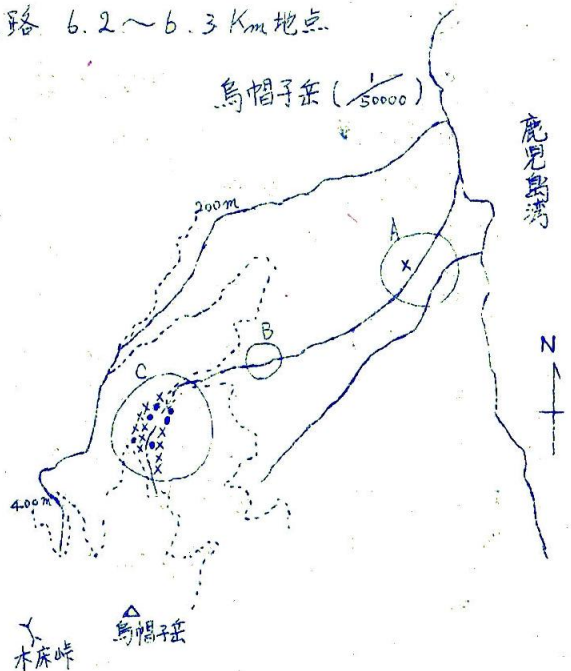 路 6.2～6.3Km地点
烏帽子岳(1/50000)
鹿児島湾
200m
A
B
N
C
400m
烏帽子岳
木床峠